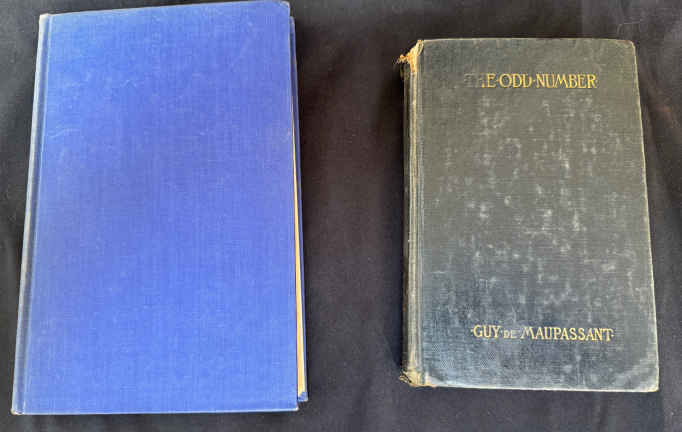 THE·ODD·NUMBER
·GUY DE MAUPASSANT·